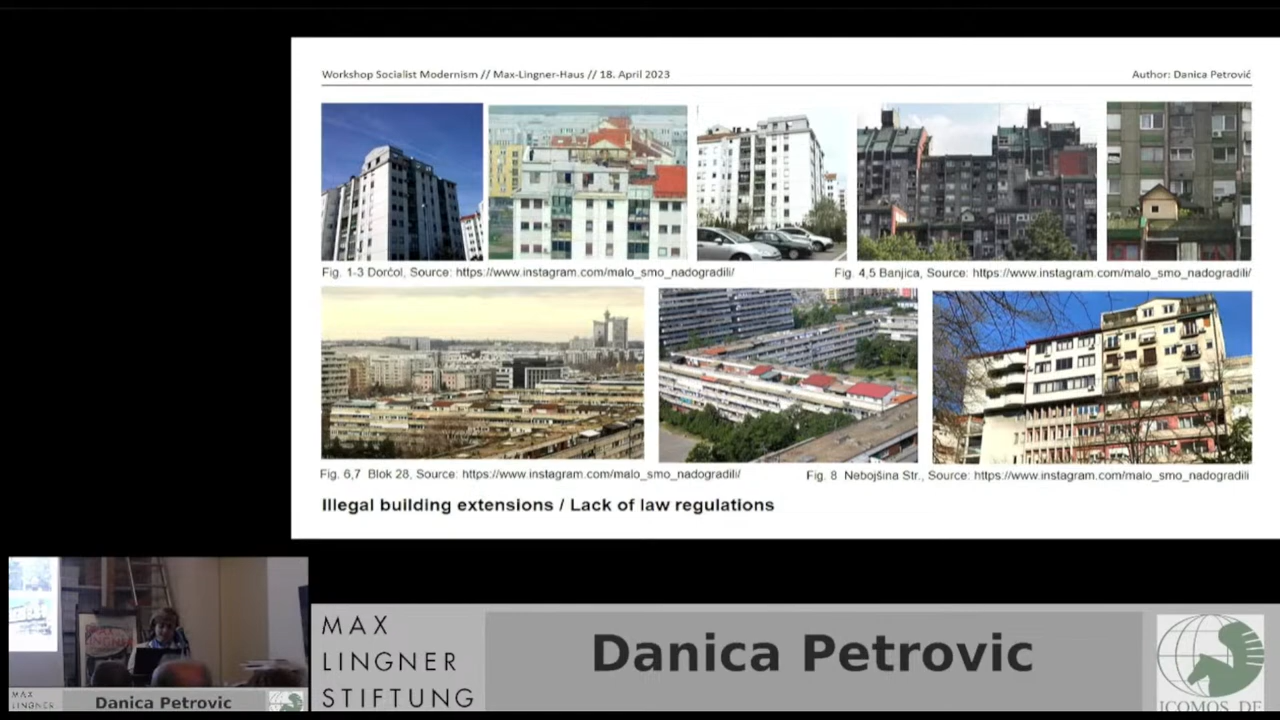 Workshop Socialist Modernism // Max-Lingner-Haus // 18. April 2023
Author: Danica Petrović
Fig. 1-3 Dorćol, Source: https://www.instagram.com/malo_smo_nadogradili/
Fig. 4,5 Banjica, Source: https://www.instagram.com/malo_smo_nadogradili/
Fig. 6,7 Blok 28, Source: https://www.instagram.com/malo_smo_nadogradili/
Fig. 8 Nebojšina Str., Source: https://www.instagram.com/malo_smo_nadogradili
Illegal building extensions / Lack of law regulations
MAX
LINGNER
STIFTUNG
Danica Petrovic
ICOMOS DE
MAX
LINGNER
Danica Petrovic